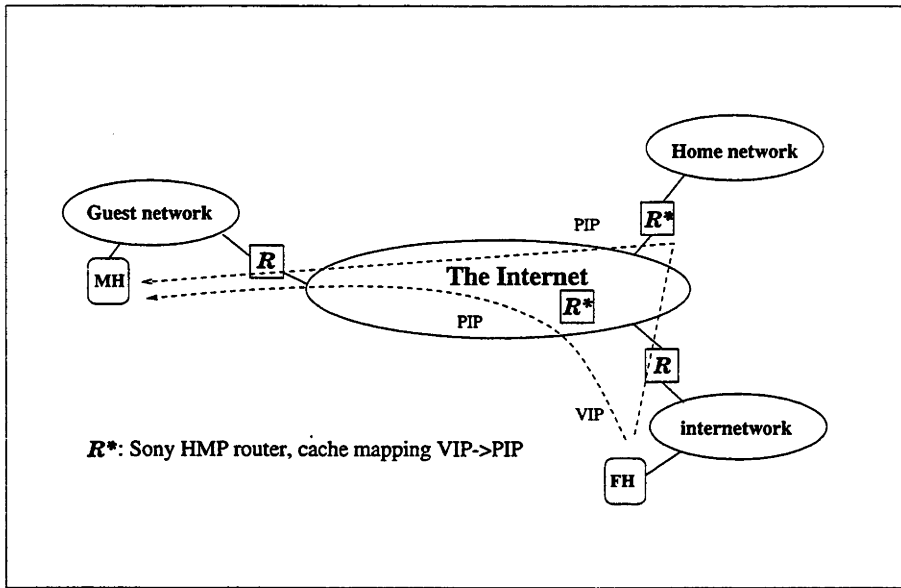 Home network
Guest network
PIP
R*
R
MH
The Internet
R*
PIP
R
VIP
internetwork
R*: Sony HMP router, cache mapping VIP->PIP
FH